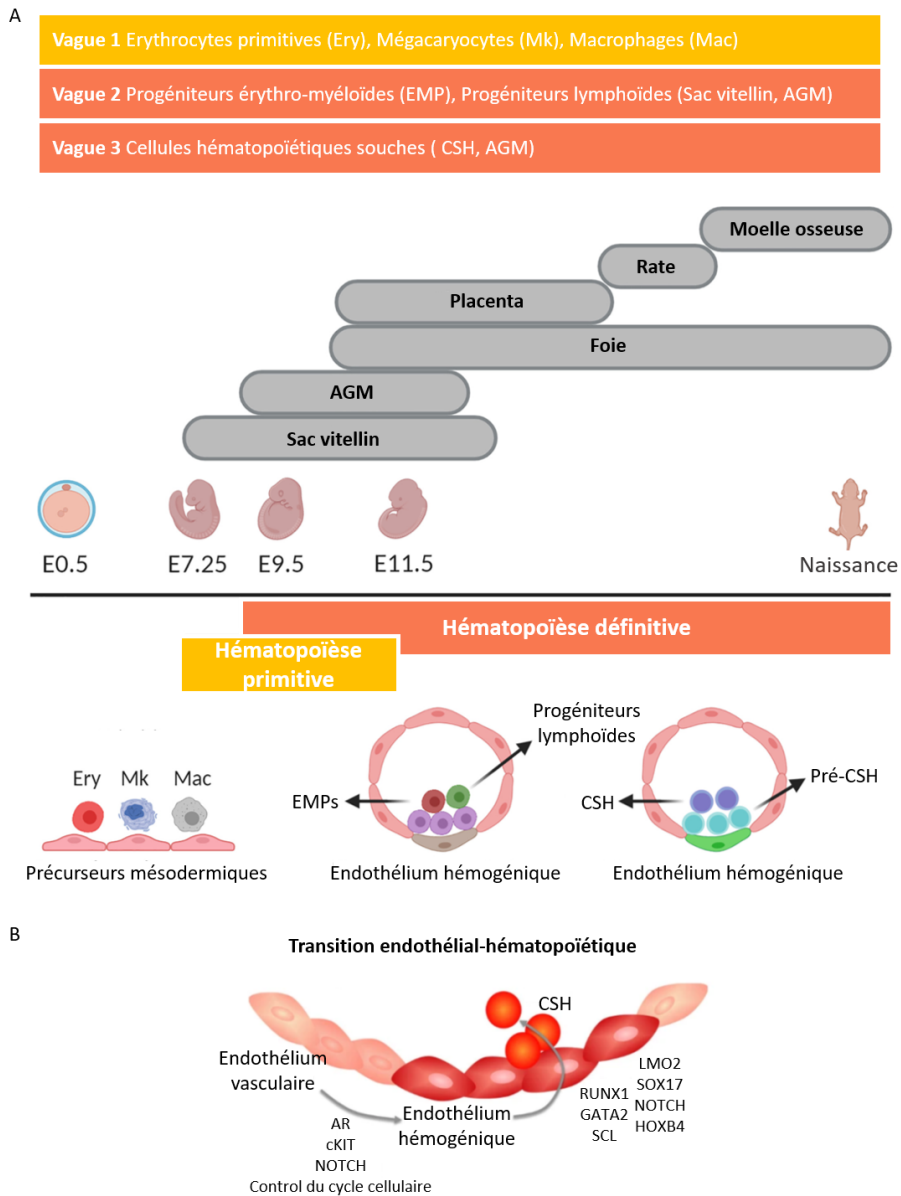 A
Vague 1 Erythrocytes primitives (Ery), Mégacaryocytes (Mk), Macrophages (Mac)
Vague 2 Progéniteurs érythro-myéloïdes (EMP), Progéniteurs lymphoïdes (Sac vitellin, AGM)
Vague 3 Cellules hématopoïétiques souches ( CSH, AGM)
Moelle osseuse
Rate
Placenta
Foie
AGM
Sac vitellin
E0.5
E7.25
E9.5
E11.5
Naissance
Hématopoïèse définitive
Hématopoïèse
primitive
Ery
Mk
Mac
Précurseurs mésodermiques
Progéniteurs
lymphoïdes
EMPs
Endothélium hémogénique
Pré-CSH
CSH
Endothélium hémogénique
B
Transition endothélial-hématopoïétique
CSH
Endothélium
vasculaire
AR
cKIT
NOTCH
Control du cycle cellulaire
Endothélium
hémogénique
RUNX1
GATA2
SCL
LMO2
SOX17
NOTCH
HOXB4